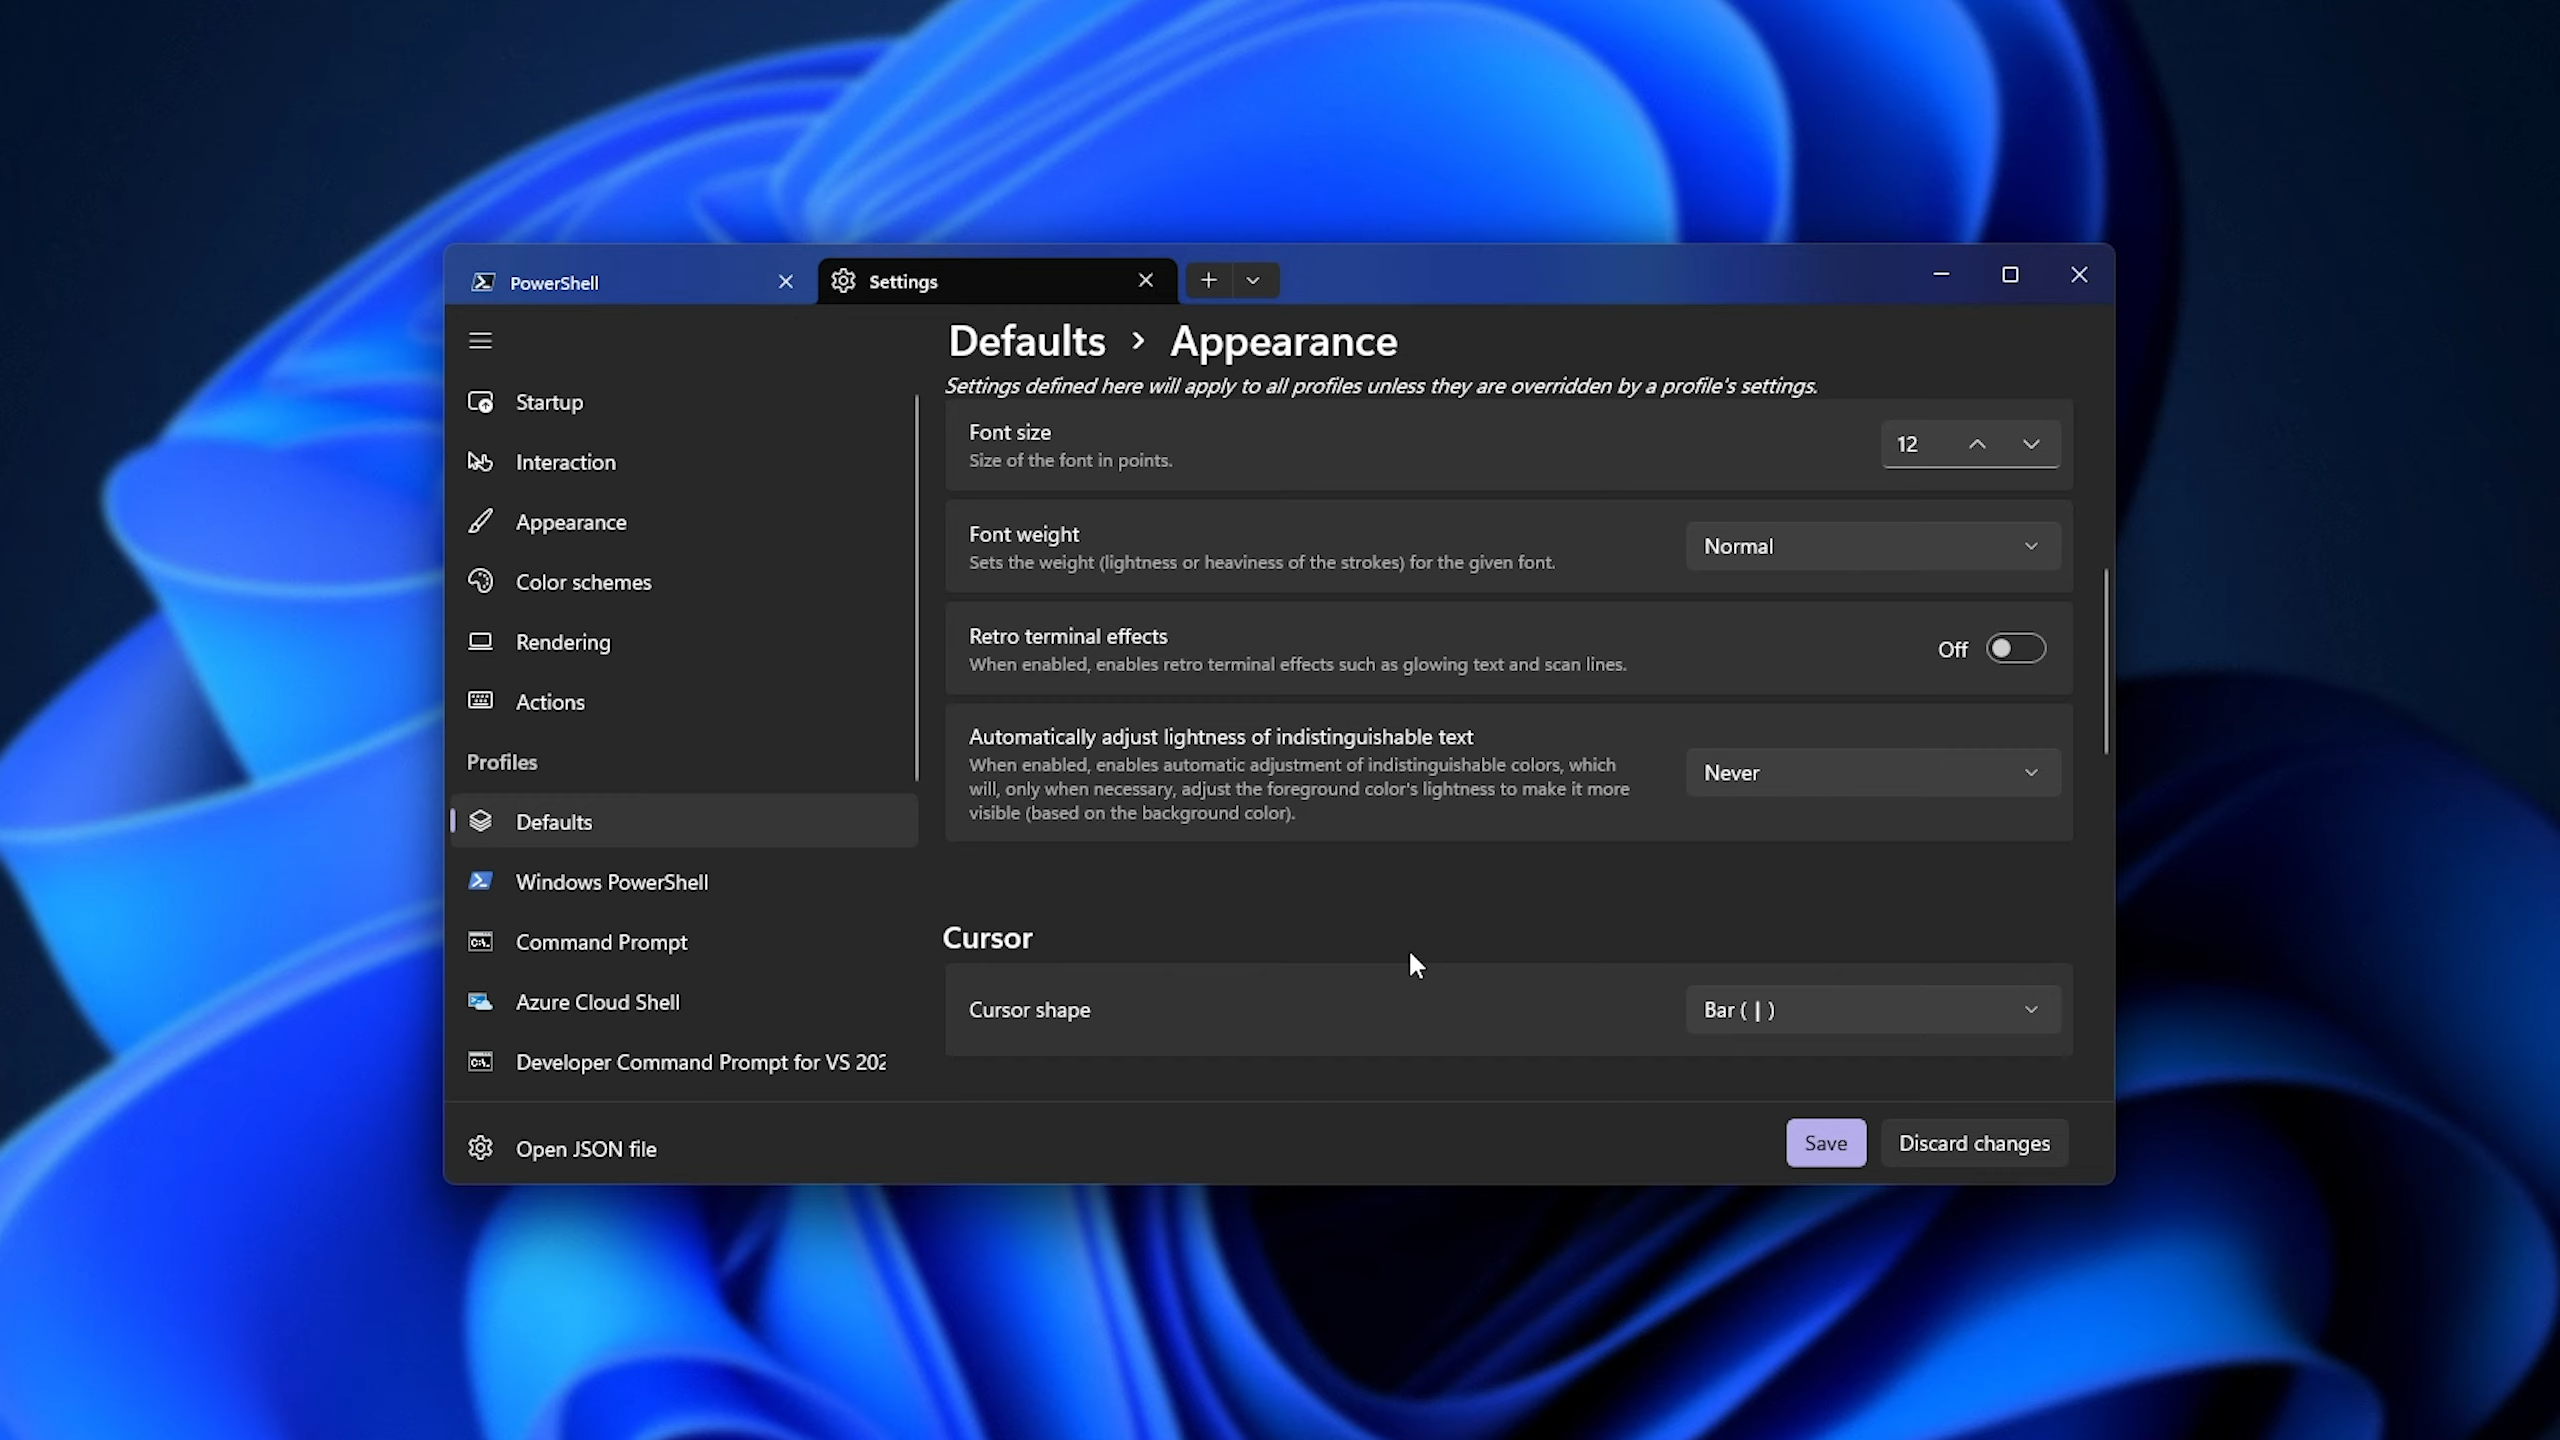 PowerShell
Settings
Defaults > Appearance
Settings defined here will apply to all profiles unless they are overridden by a profile's settings.
Startup
Interaction
Appearance
Color schemes
Rendering
Actions
Profiles
Defaults
Windows PowerShell
Command Prompt
Azure Cloud Shell
Developer Command Prompt for VS 202
Open JSON file
Font size
Size of the font in points.
12
Font weight
Sets the weight (lightness or heaviness of the strokes) for the given font.
Normal
Retro terminal effects
When enabled, enables retro terminal effects such as glowing text and scan lines.
Off
Automatically adjust lightness of indistinguishable text
When enabled, enables automatic adjustment of indistinguishable colors, which
will, only when necessary, adjust the foreground color's lightness to make it more
visible (based on the background color).
Never
Cursor
Cursor shape
Bar ( | )
Save
Discard changes